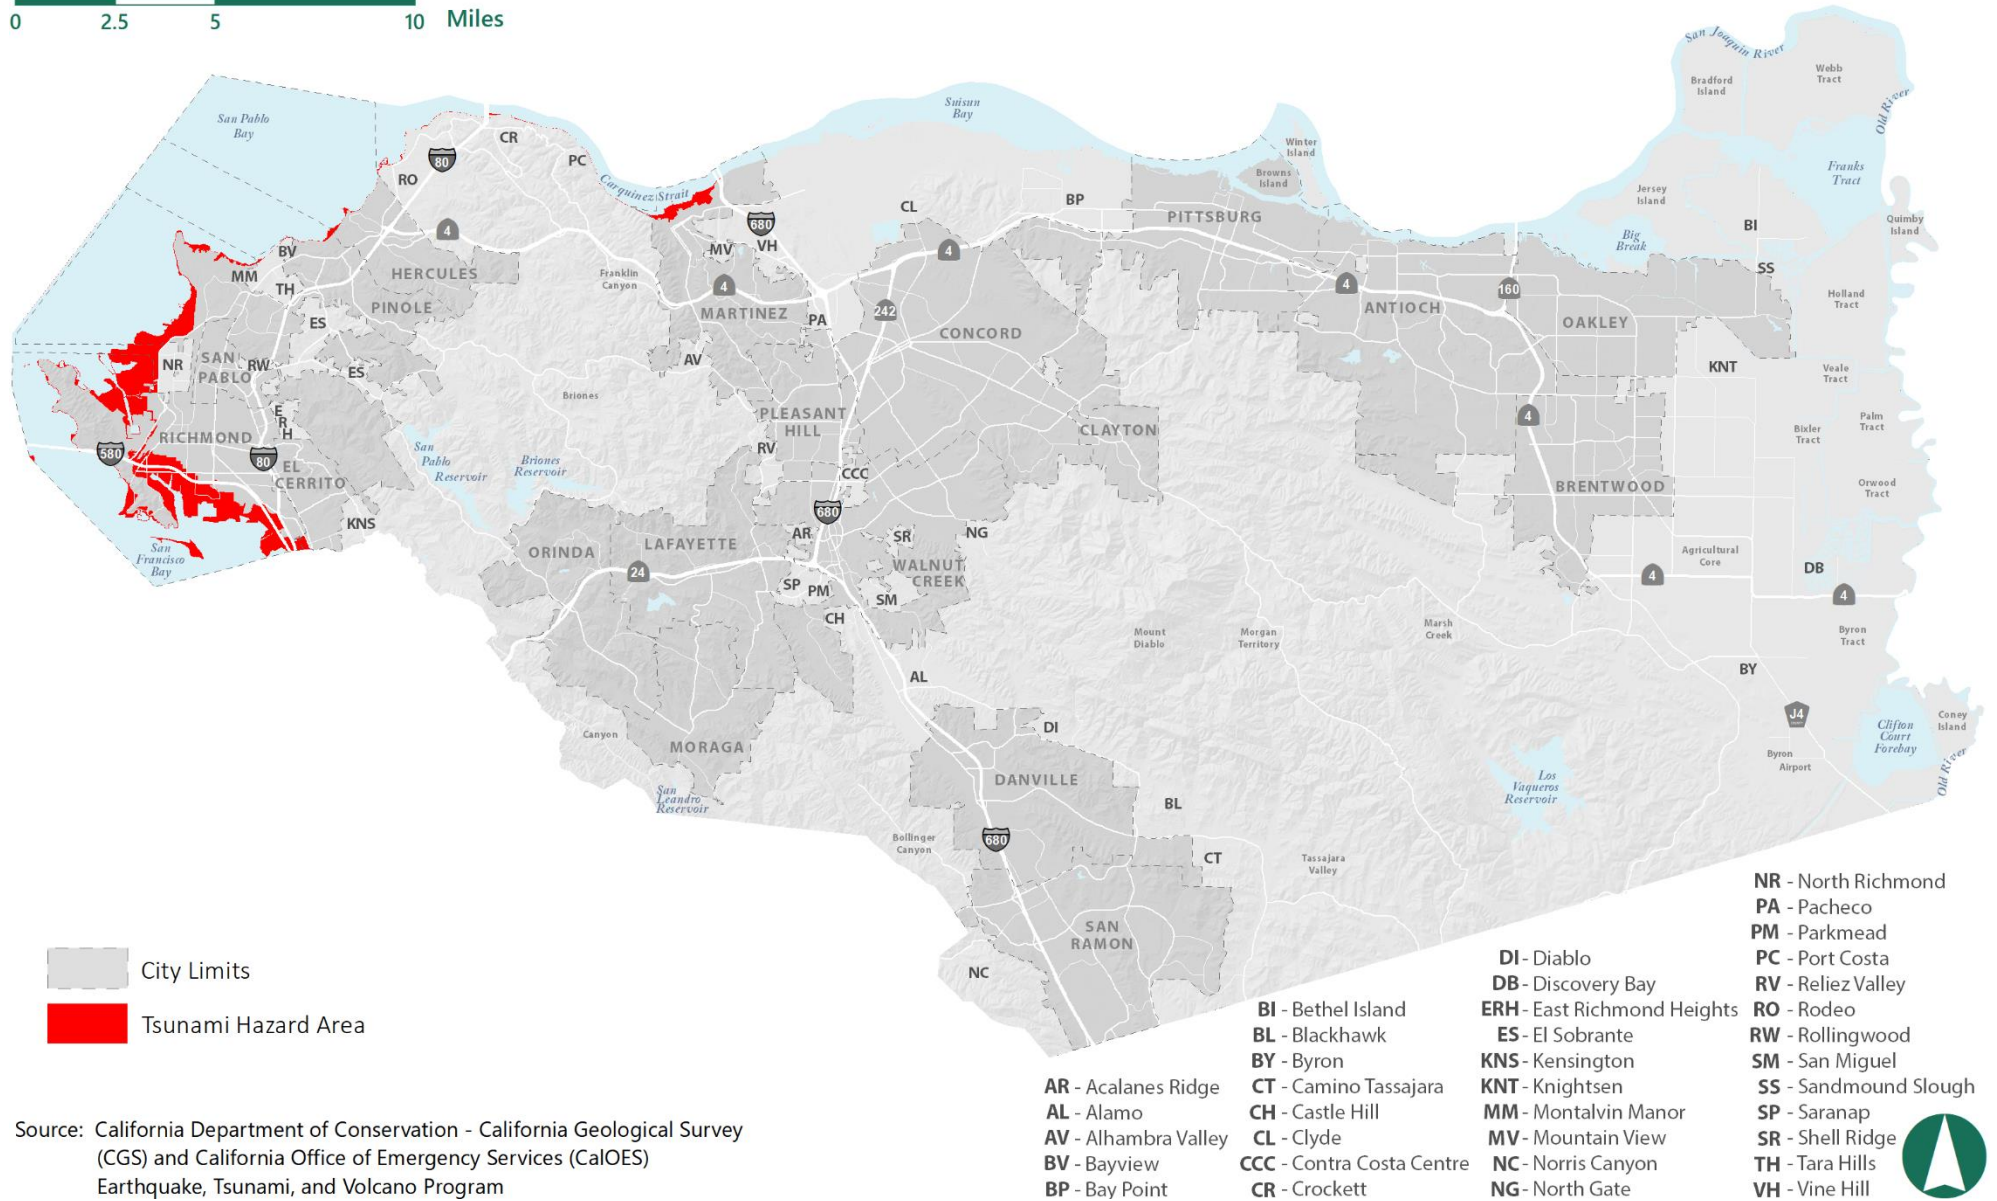 0 2.5 5 10 Miles
San Joaquin River
Webb
Tract
Bradford
Island
Old River
San Pablo
Bay
Suisun
Bay
CR
80
PC
RO
Winter
Island
Browns
Island
Franks
Tract
Carquinez Strait
Jersey
Island
CL
BP
PITTSBURG
BI
Quimby
Island
680
4
MV
VH
BV
4
Big
Break
MM
HERCULES
Franklin
Canyon
SS
TH
4
4
160
Holland
Tract
PINOLE
ES
MARTINEZ
PA
242
CONCORD
ANTIOCH
OAKLEY
NR
SAN
PABLO
RW
ES
AV
KNT
Veale
Tract
Briones
E
R
H
PLEASANT
HILL
CLAYTON
4
Palm
Tract
RICHMOND
Bixler
Tract
580
80
San
Pablo
Reservoir
Briones
Reservoir
RV
EL
CERRITO
CCC
BRENTWOOD
Orwood
Tract
KNS
680
San
Francisco
Bay
ORINDA
LAFAYETTE
AR
SR
NG
Agricultural
Core
24
WALNUT
CREEK
4
DB
SP
PM
SM
4
CH
Mount
Diablo
Morgan
Territory
Marsh
Creek
Byron
Tract
AL
BY
Canyon
MORAGA
DI
J4
Clifton
Court
Forebay
Coney
Island
Byron
Airport
Old River
DANVILLE
San
Leandro
Reservoir
BL
Los
Vaqueros
Reservoir
Bollinger
Canyon
680
CT
Tassajara
Valley
SAN
RAMON
NC
City Limits
Tsunami Hazard Area
Source: California Department of Conservation - California Geological Survey
(CGS) and California Office of Emergency Services (CalOES)
Earthquake, Tsunami, and Volcano Program
AR - Acalanes Ridge
AL - Alamo
AV - Alhambra Valley
BV - Bayview
BP - Bay Point
BI - Bethel Island
BL - Blackhawk
BY - Byron
CT - Camino Tassajara
CH - Castle Hill
CL - Clyde
CCC - Contra Costa Centre
CR - Crockett
DI - Diablo
DB - Discovery Bay
ERH - East Richmond Heights
ES - El Sobrante
KNS - Kensington
KNT - Knightsen
MM - Montalvin Manor
MV - Mountain View
NC - Norris Canyon
NG - North Gate
NR - North Richmond
PA - Pacheco
PM - Parkmead
PC - Port Costa
RV - Reliez Valley
RO - Rodeo
RW - Rollingwood
SM - San Miguel
SS - Sandmound Slough
SP - Saranap
SR - Shell Ridge
TH - Tara Hills
VH - Vine Hill